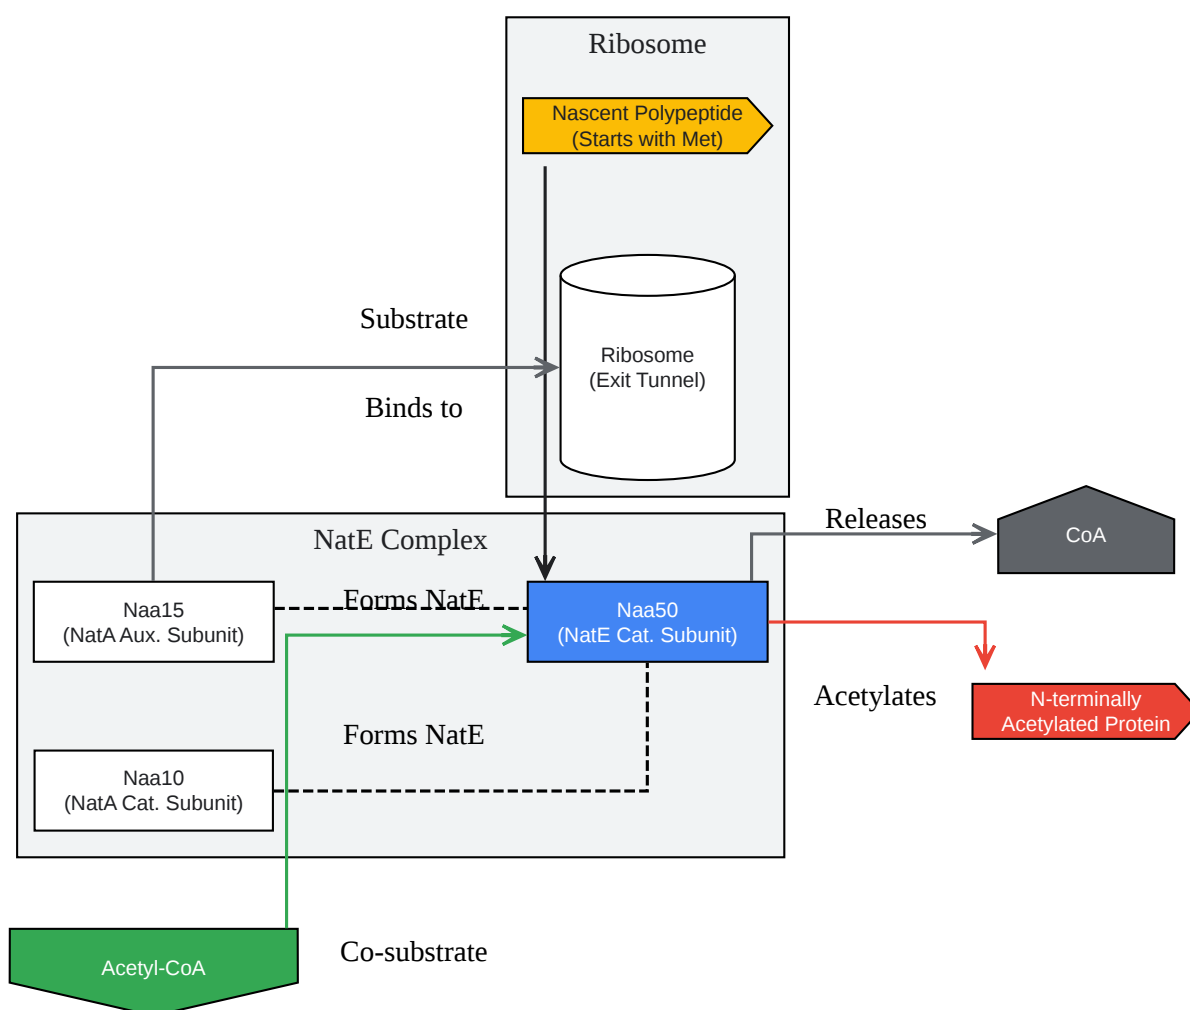 Ribosome
Nascent Polypeptide
(Starts with Met)
Substrate
Ribosome
(Exit Tunnel)
Binds to
Releases
CoA
NatE Complex
Naa15
(NatA Aux. Subunit)
Forms NatE
Naa50
(NatE Cat. Subunit)
Acetylates
N-terminally
Acetylated Protein
Forms NatE
Naa10
(NatA Cat. Subunit)
Acetyl-CoA
Co-substrate